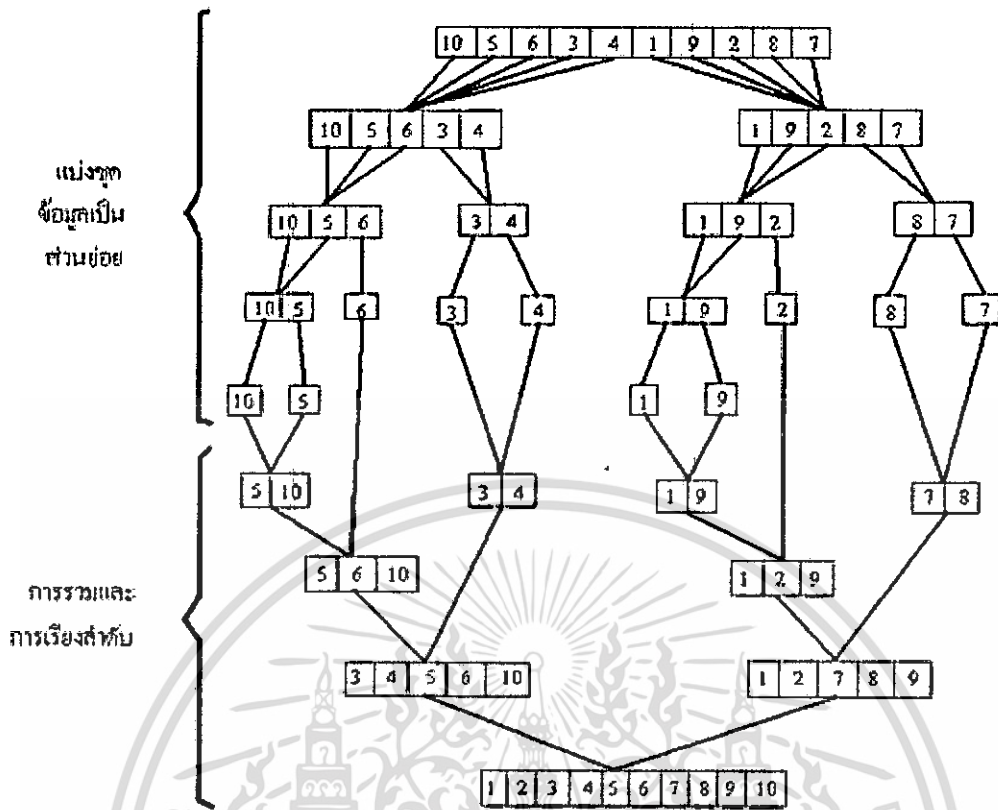 10 5 6 3 4 1 9 2 8 7
10 5 6 3 4 1 9 2 8 7
แบ่งชุด
ข้อมูลเป็น
ส่วนย่อย
10 5 6 3 4 1 9 2 8 7
10 5 6 3 4 1 9 2 8 7
10 5 1 9
5 10 3 4 1 9 7 8
5 6 10 1 2 9
การรวมและ
การเรียงลำดับ
3 4 5 6 10 1 2 7 8 9
1 2 3 4 5 6 7 8 9 10